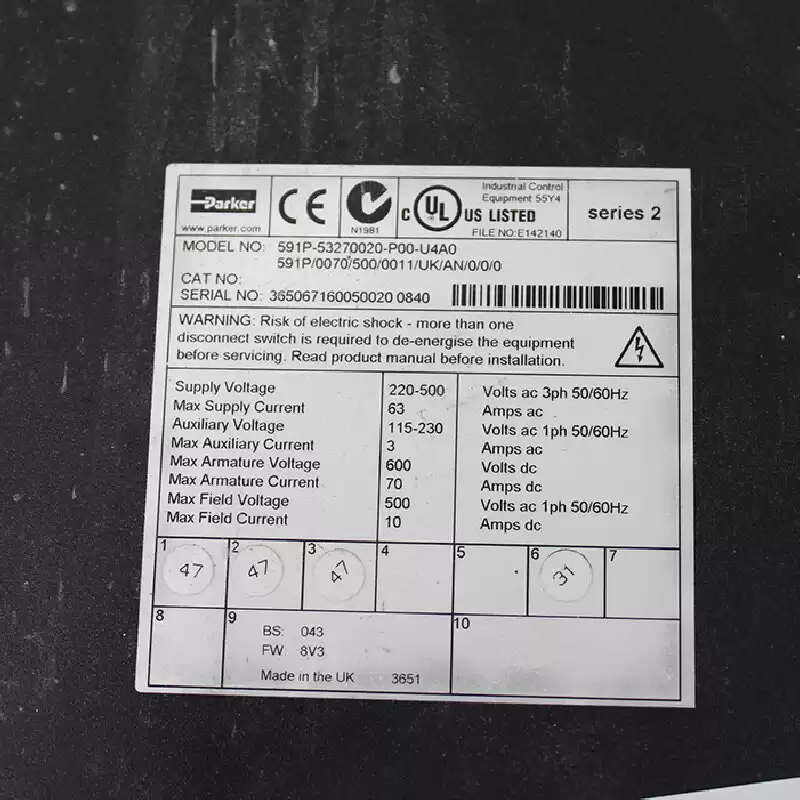 Parker
www.parker.com
CE
N1981
C UL US LISTED
Industrial Control
Equipment 55Y4
FILE NO: E142140
series 2
MODEL NO: 591P-53270020-P00-U4A0
591P/0070/500/0011/UK/AN/0/0/0
CAT NO:
SERIAL NO: 365067160050020 0840
WARNING: Risk of electric shock - more than one
disconnect switch is required to de-energise the equipment
before servicing. Read product manual before installation.
Supply Voltage 220-500 Volts ac 3ph 50/60Hz
Max Supply Current 63 Amps ac
Auxiliary Voltage 115-230 Volts ac 1ph 50/60Hz
Max Auxiliary Current 3 Amps ac
Max Armature Voltage 600 Volts dc
Max Armature Current 70 Amps dc
Max Field Voltage 500 Volts ac 1ph 50/60Hz
Max Field Current 10 Amps dc
1 2 3 4 5 6 7
47 47 47 31
8 9 10
BS: 043
FW: 8V3
Made in the UK 3651